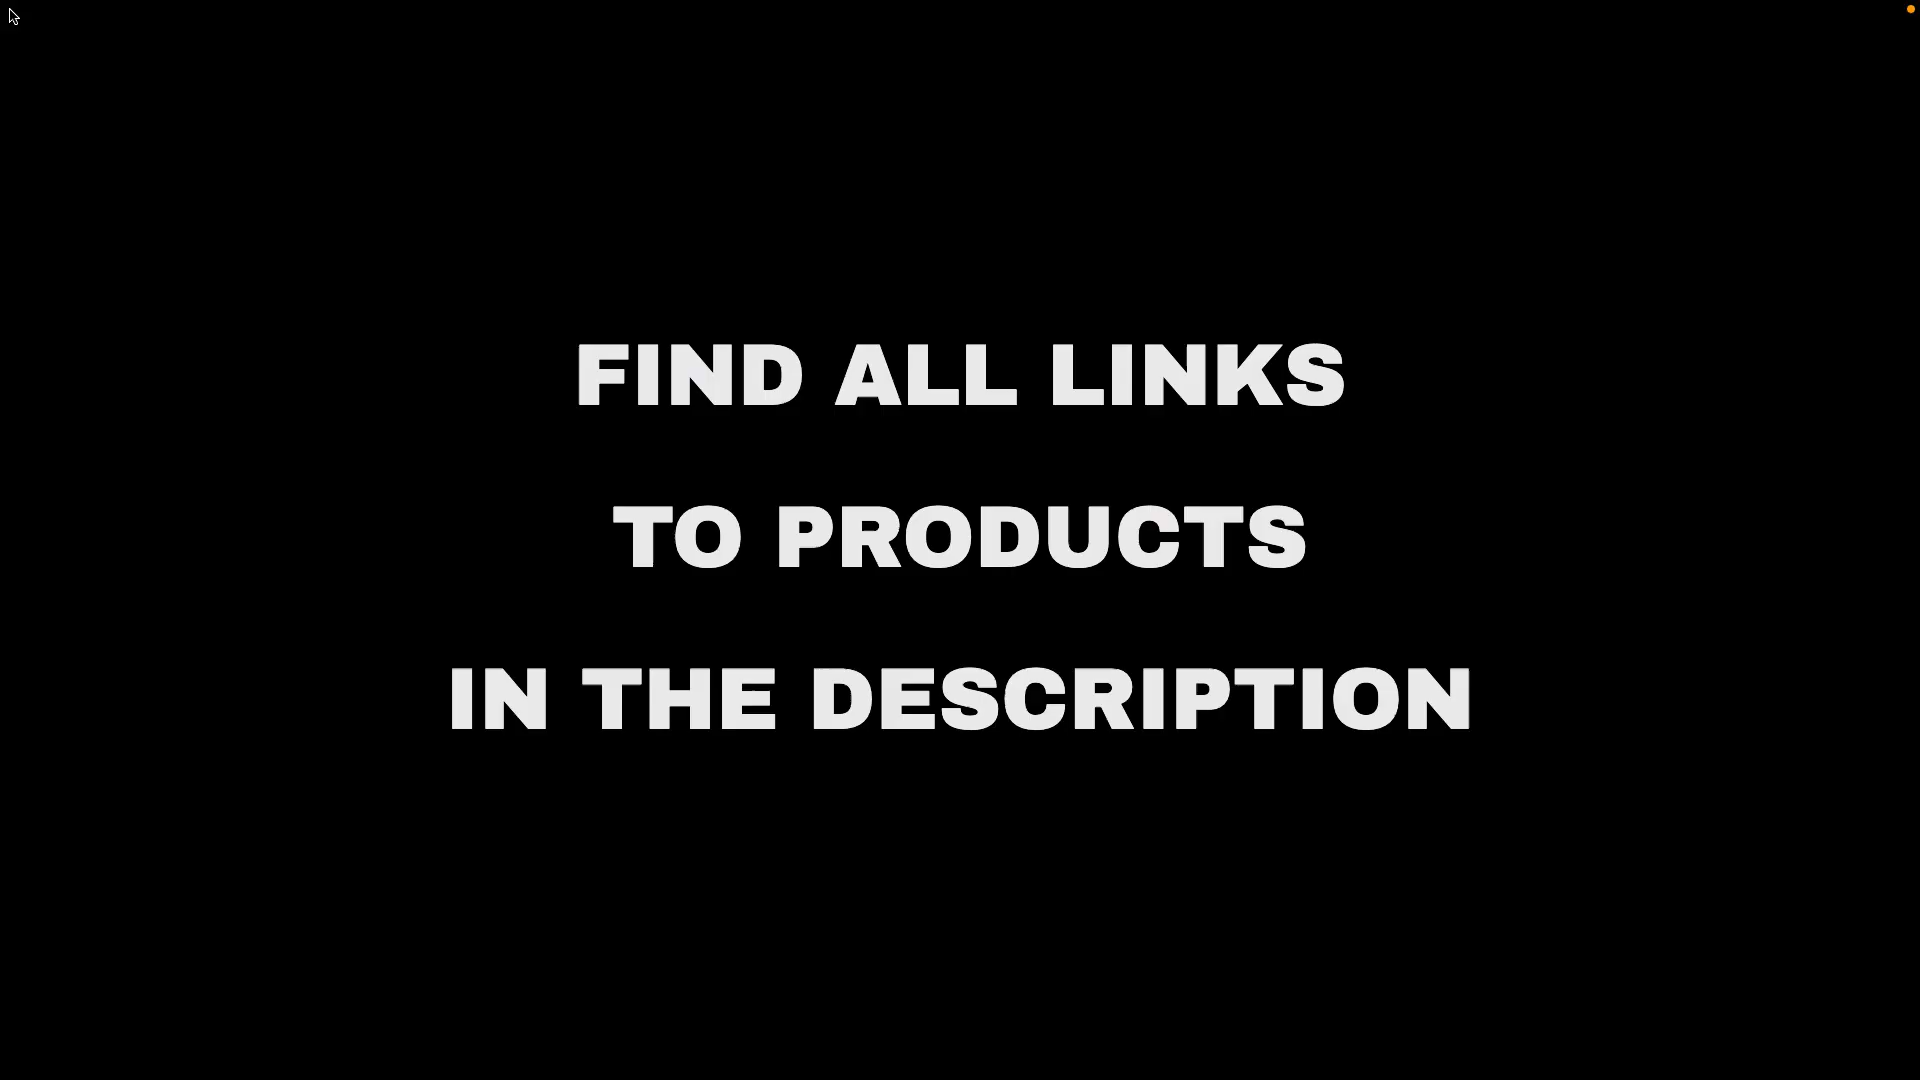 FIND ALL LINKS
TO PRODUCTS
IN THE DESCRIPTION